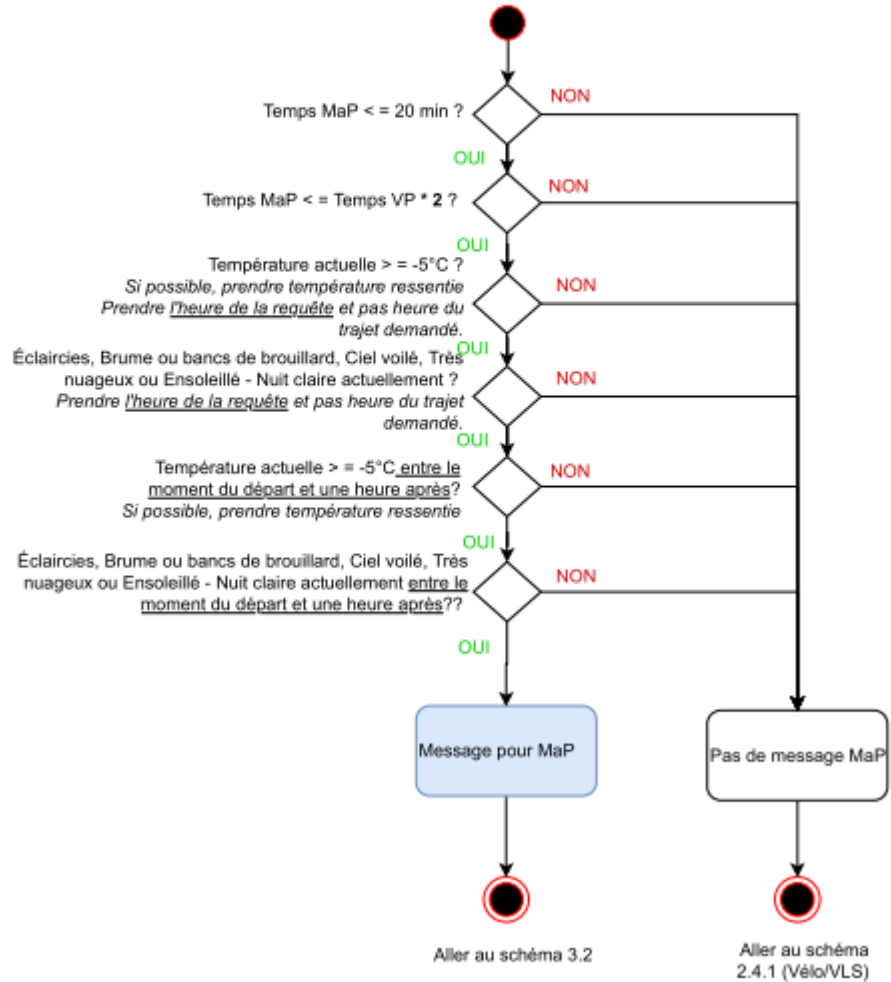 Temps MaP < = 20 min ?
NON
OUI
Temps MaP < = Temps VP * 2 ?
NON
OUI
Température actuelle > = -5°C ?
Si possible, prendre température ressentie
Prendre l'heure de la requête et pas heure du
trajet demandé.
NON
OUI
Éclaircies, Brume ou bancs de brouillard, Ciel voilé, Très
nuageux ou Ensoleillé - Nuit claire actuellement ?
Prendre l'heure de la requête et pas heure du trajet
demandé.
NON
OUI
Température actuelle > = -5°C entre le
moment du départ et une heure après?
Si possible, prendre température ressentie
NON
OUI
Éclaircies, Brume ou bancs de brouillard, Ciel voilé, Très
nuageux ou Ensoleillé - Nuit claire actuellement entre le
moment du départ et une heure après??
NON
OUI
Message pour MaP
Pas de message MaP
Aller au schéma 3.2
Aller au schéma
2.4.1 (Vélo/VLS)